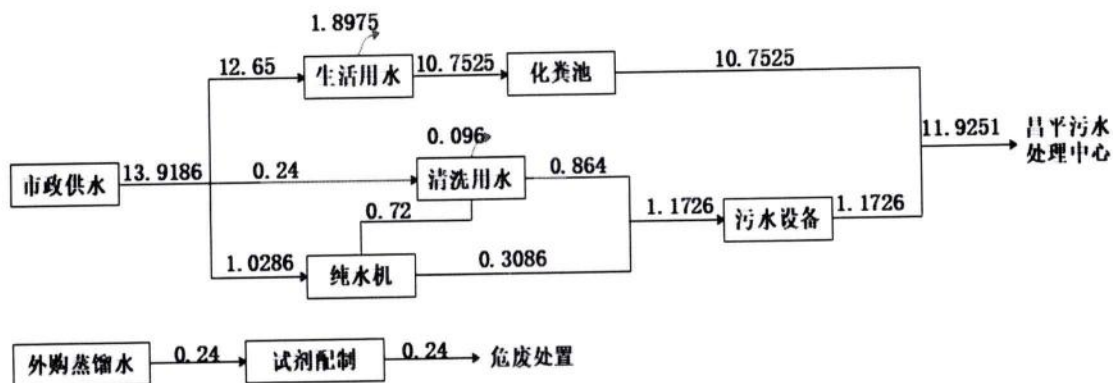 1.8975
12.65
生活用水
10.7525
化粪池
10.7525
0.096
11.9251
昌平污水
处理中心
市政供水
13.9186
0.24
清洗用水
0.864
0.72
1.1726
污水设备
1.1726
1.0286
纯水机
0.3086
外购蒸馏水
0.24
试剂配制
0.24
危废处置